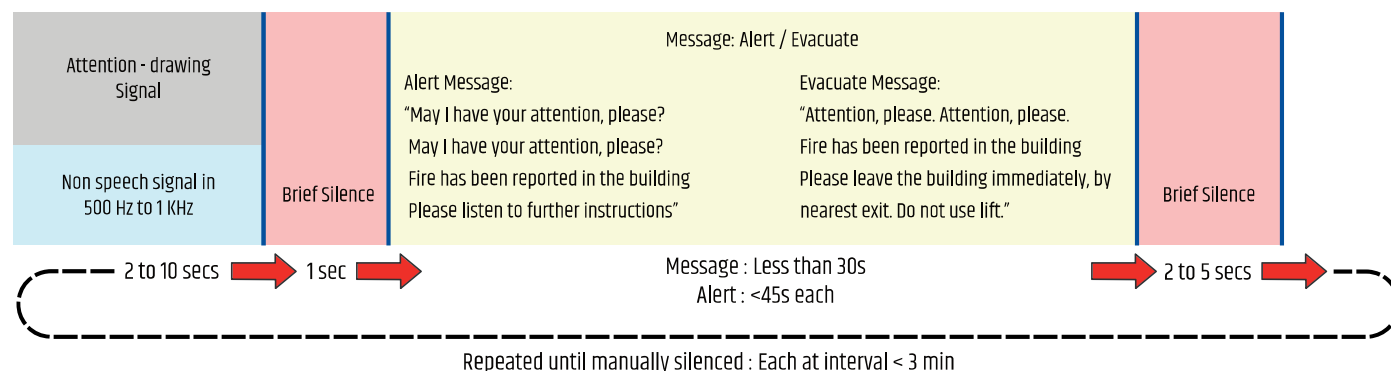 Attention - drawing
Signal
Non speech signal in
500 Hz to 1 KHz
Brief Silence
Message: Alert / Evacuate
Alert Message:
“May I have your attention, please?
May I have your attention, please?
Fire has been reported in the building
Please listen to further instructions”
Evacuate Message:
“Attention, please. Attention, please.
Fire has been reported in the building
Please leave the building immediately, by
nearest exit. Do not use lift.”
Brief Silence
2 to 10 secs
1 sec
Message : Less than 30s
Alert : <45s each
2 to 5 secs
Repeated until manually silenced : Each at interval < 3 min